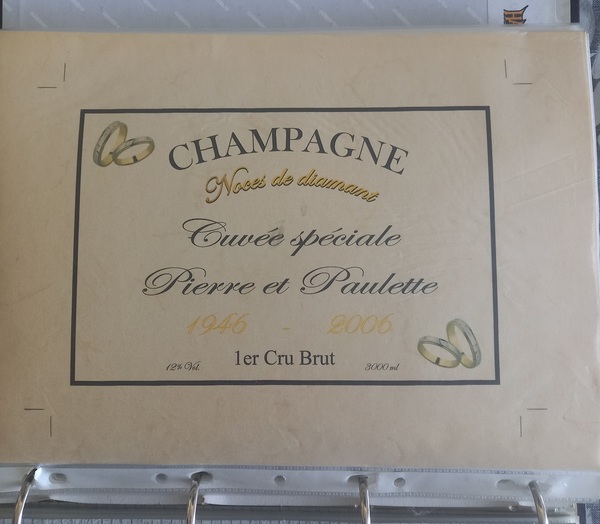 CHAMPAGNE
Noces de diamant
Cuvée spéciale
Pierre et Paulette
1946 - 2006
1er Cru Brut
12% Vol.
3000 ml